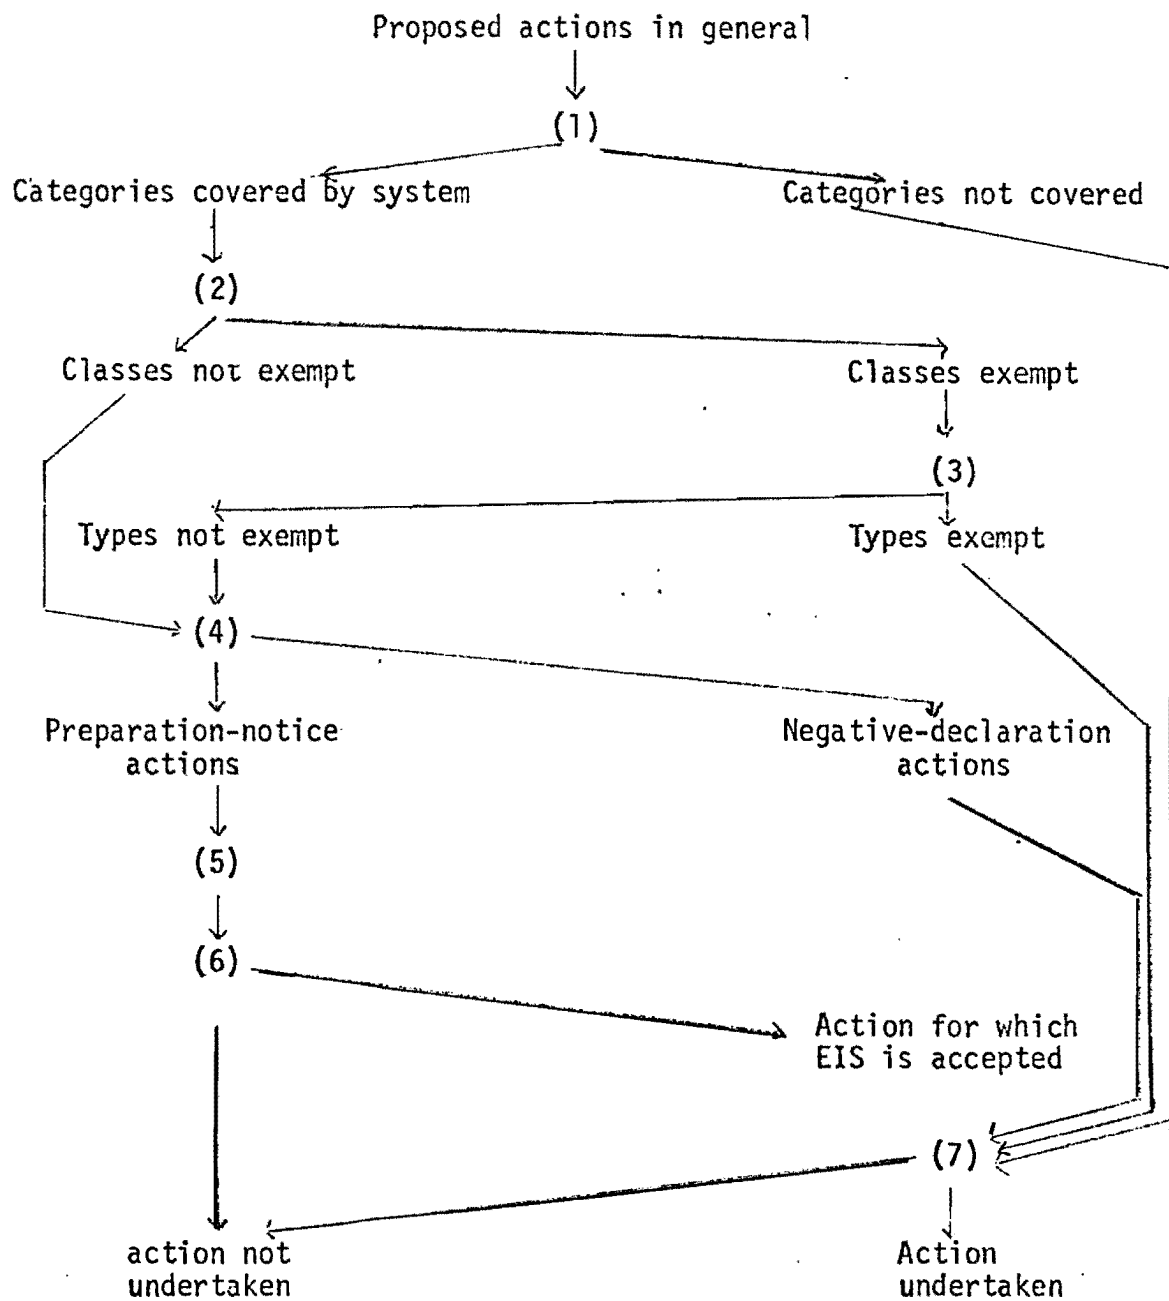 Proposed actions in general
(1)
Categories covered by system
Categories not covered
(2)
Classes not exempt
Classes exempt
(3)
Types not exempt
Types exempt
(4)
Preparation-notice
actions
Negative-declaration
actions
(5)
(6)
Action for which
EIS is accepted
(7)
action not
undertaken
Action
undertaken